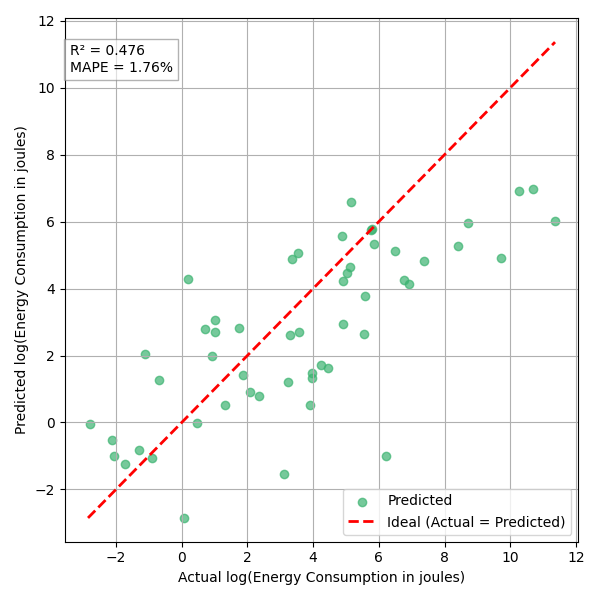 R² = 0.476
MAPE = 1.76%
12
10
8
6
4
2
0
−2
Predicted log(Energy Consumption in joules)
Predicted
Ideal (Actual = Predicted)
−2 0 2 4 6 8 10 12
Actual log(Energy Consumption in joules)